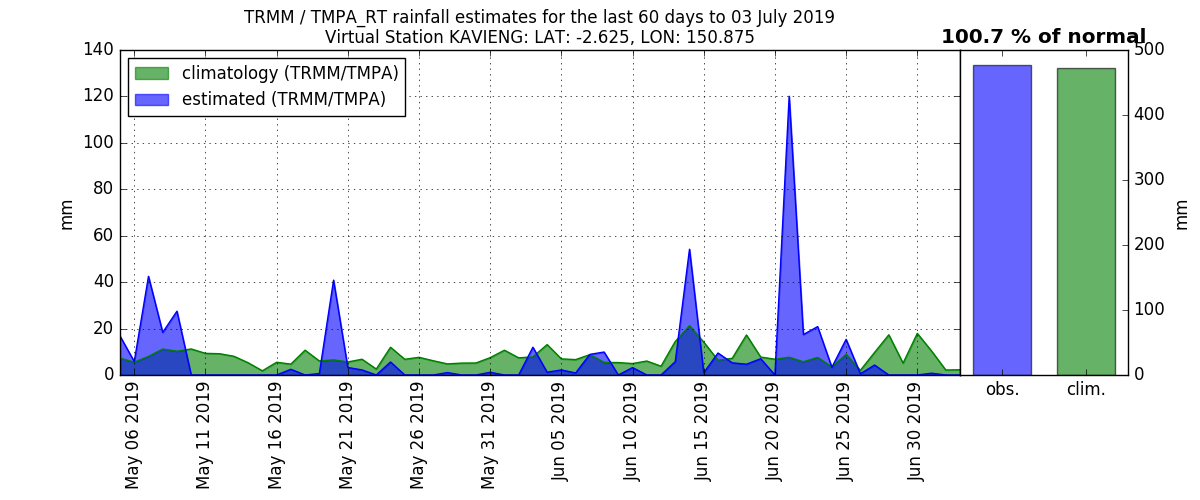 TRMM / TMPA_RT rainfall estimates for the last 60 days to 03 July 2019
Virtual Station KAVIENG: LAT: -2.625, LON: 150.875
100.7 % of normal
climatology (TRMM/TMPA)
estimated (TRMM/TMPA)
140
120
100
80
60
40
20
0
mm
May 06 2019
May 11 2019
May 16 2019
May 21 2019
May 26 2019
May 31 2019
Jun 05 2019
Jun 10 2019
Jun 15 2019
Jun 20 2019
Jun 25 2019
Jun 30 2019
500
400
300
200
100
0
mm
obs.
clim.